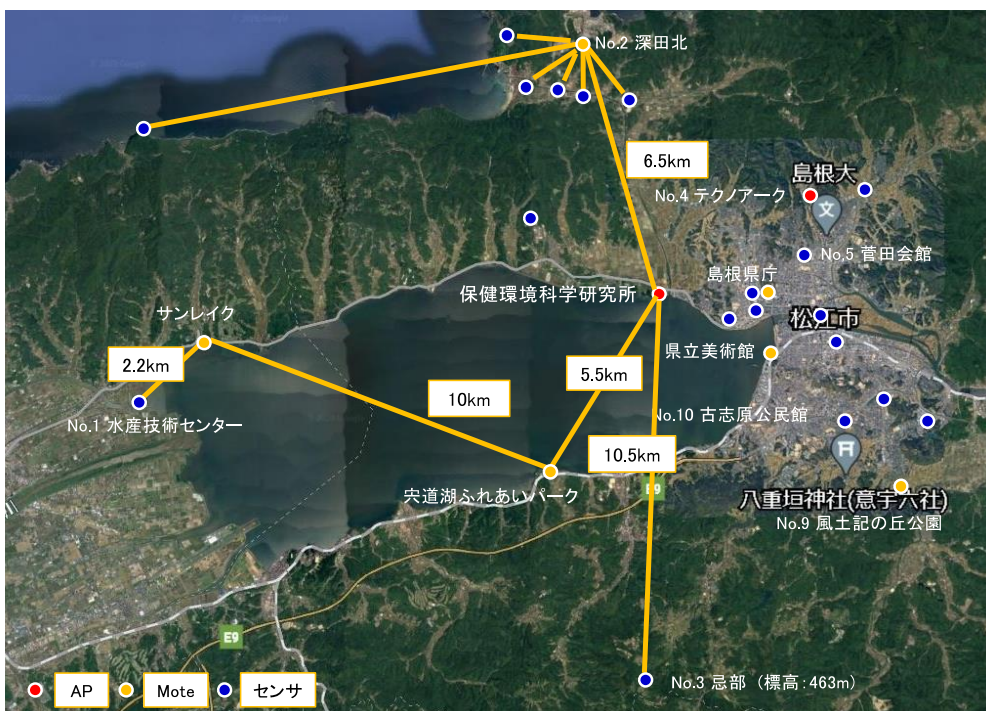 No.2 深田北
6.5km
島根大
No.4 テクノアーク
文
No.5 菅田会館
島根県庁
保健環境科学研究所
サンレイク
松江市
県立美術館
2.2km
5.5km
10km
No.1 水産技術センター
No.10 古志原公民館
10.5km
宍道湖ふれあいパーク
E9
八重垣神社(意宇六社)
No.9 風土記の丘公園
E9
No.3 忌部（標高：463m）
AP
Mote
センサ